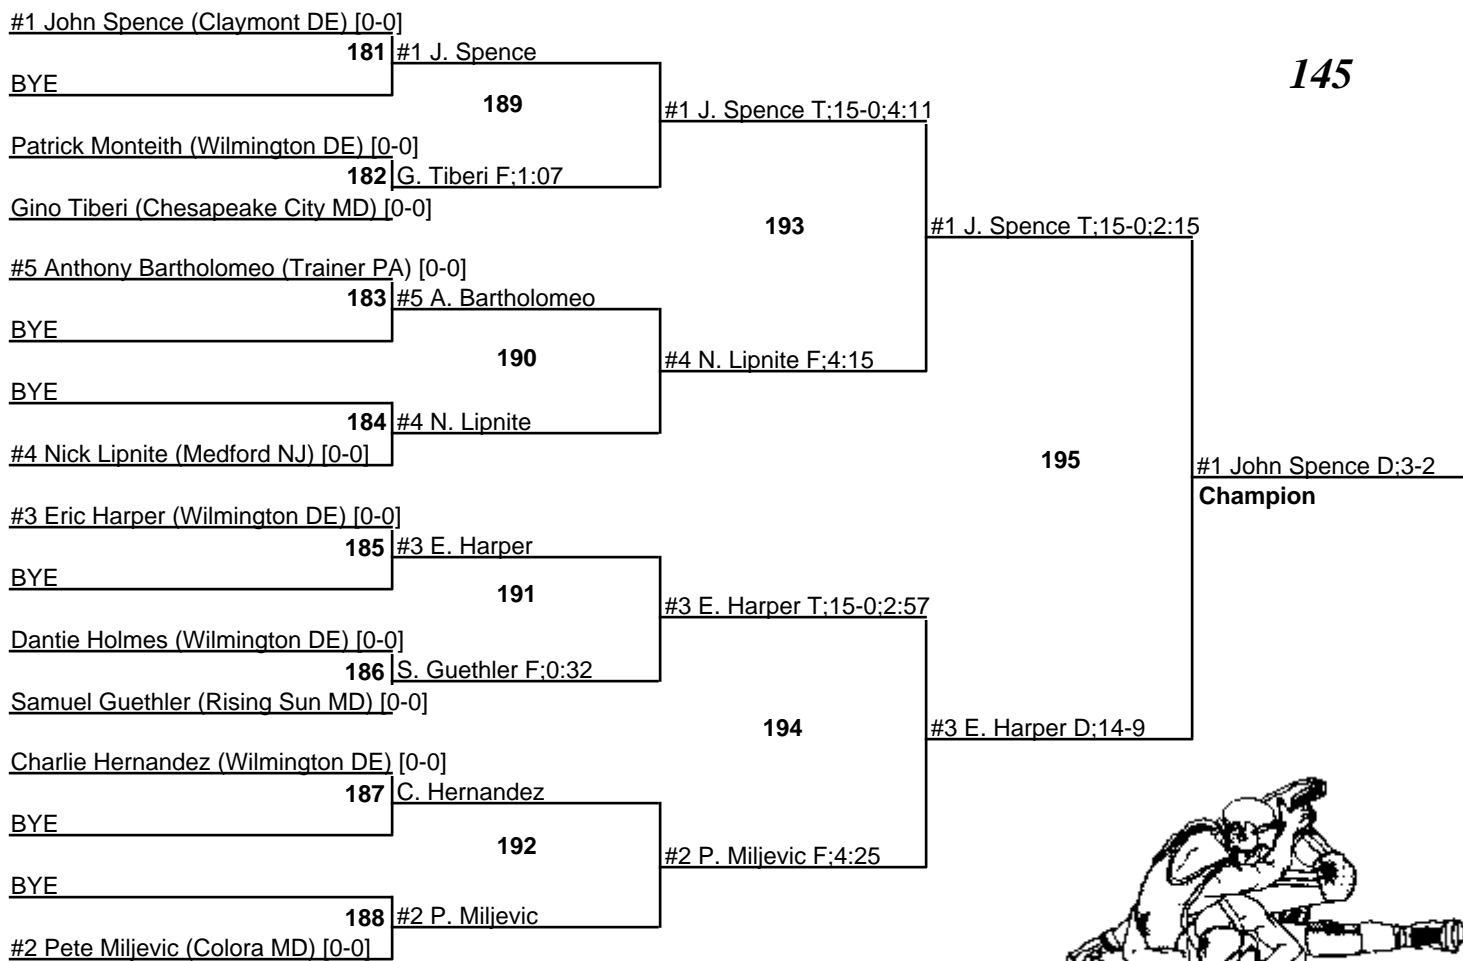 #1 John Spence (Claymont DE) [0-0]
181 #1 J. Spence
BYE
189
#1 J. Spence T;15-0;4:11
145
Patrick Monteith (Wilmington DE) [0-0]
182 G. Tiberi F;1:07
Gino Tiberi (Chesapeake City MD) [0-0]
193
#1 J. Spence T;15-0;2:15
#5 Anthony Bartholomeo (Trainer PA) [0-0]
183 #5 A. Bartholomeo
BYE
190
#4 N. Lipnite F;4:15
BYE
184 #4 N. Lipnite
#4 Nick Lipnite (Medford NJ) [0-0]
195
#1 John Spence D;3-2
Champion
#3 Eric Harper (Wilmington DE) [0-0]
185 #3 E. Harper
BYE
191
#3 E. Harper T;15-0;2:57
Dantie Holmes (Wilmington DE) [0-0]
186 S. Guethler F;0:32
Samuel Guethler (Rising Sun MD) [0-0]
194
#3 E. Harper D;14-9
Charlie Hernandez (Wilmington DE) [0-0]
187 C. Hernandez
BYE
192
#2 P. Miljevic F;4:25
BYE
188 #2 P. Miljevic
#2 Pete Miljevic (Colora MD) [0-0]